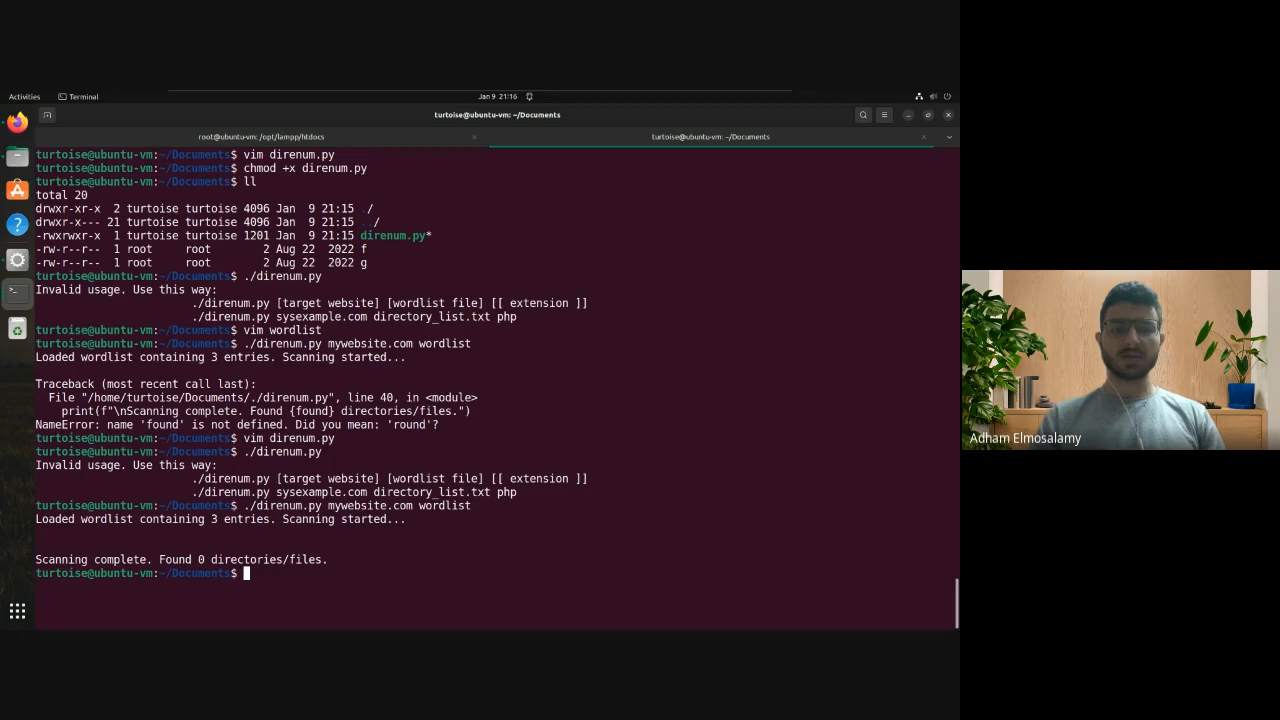 Activities
Terminal
Jan 9 21:16
turtoise@ubuntu-vm: ~/Documents
root@ubuntu-vm: /opt/lampp/htdocs
turtoise@ubuntu-vm: ~/Documents
turtoise@ubuntu-vm:~/Documents$ vim direnum.py
turtoise@ubuntu-vm:~/Documents$ chmod +x direnum.py
turtoise@ubuntu-vm:~/Documents$ ll
total 20
drwxr-xr-x 2 turtoise turtoise 4096 Jan 9 21:15 ./
drwxr-x--- 21 turtoise turtoise 4096 Jan 9 21:15 ../
-rwxrwxr-x 1 turtoise turtoise 1201 Jan 9 21:15 direnum.py*
-rw-r--r-- 1 root root 2 Aug 22 2022 f
-rw-r--r-- 1 root root 2 Aug 22 2022 g
turtoise@ubuntu-vm:~/Documents$ ./direnum.py
Invalid usage. Use this way:
./direnum.py [target website] [wordlist file] [[ extension ]]
./direnum.py sysexample.com directory_list.txt php
turtoise@ubuntu-vm:~/Documents$ vim wordlist
turtoise@ubuntu-vm:~/Documents$ ./direnum.py mywebsite.com wordlist
Loaded wordlist containing 3 entries. Scanning started...
Traceback (most recent call last):
File "/home/turtoise/Documents/./direnum.py", line 40, in <module>
print(f"\nScanning complete. Found {found} directories/files.")
NameError: name 'found' is not defined. Did you mean: 'round'?
turtoise@ubuntu-vm:~/Documents$ vim direnum.py
turtoise@ubuntu-vm:~/Documents$ ./direnum.py
Invalid usage. Use this way:
./direnum.py [target website] [wordlist file] [[ extension ]]
./direnum.py sysexample.com directory_list.txt php
turtoise@ubuntu-vm:~/Documents$ ./direnum.py mywebsite.com wordlist
Loaded wordlist containing 3 entries. Scanning started...
Scanning complete. Found 0 directories/files.
turtoise@ubuntu-vm:~/Documents$
Adham Elmosalamy